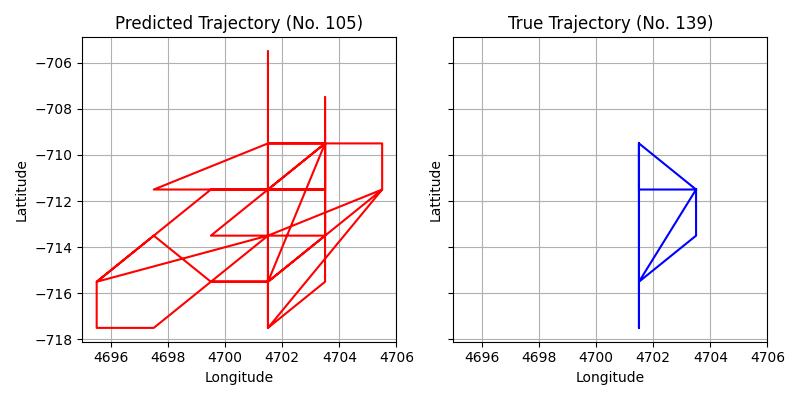 Predicted Trajectory (No. 105)
True Trajectory (No. 139)
−706
−708
−710
−712
−714
−716
−718
Lattitude
Lattitude
4696 4698 4700 4702 4704 4706
4696 4698 4700 4702 4704 4706
Longitude
Longitude